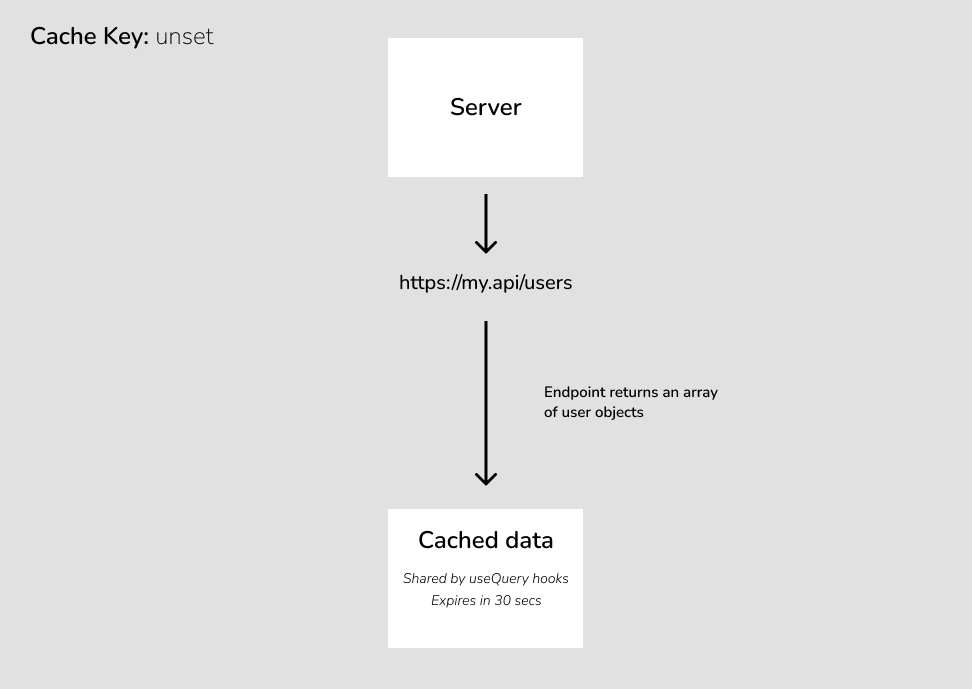 Cache Key: unset
Server
https://my.api/users
Endpoint returns an array
of user objects
Cached data
Shared by useQuery hooks
Expires in 30 secs